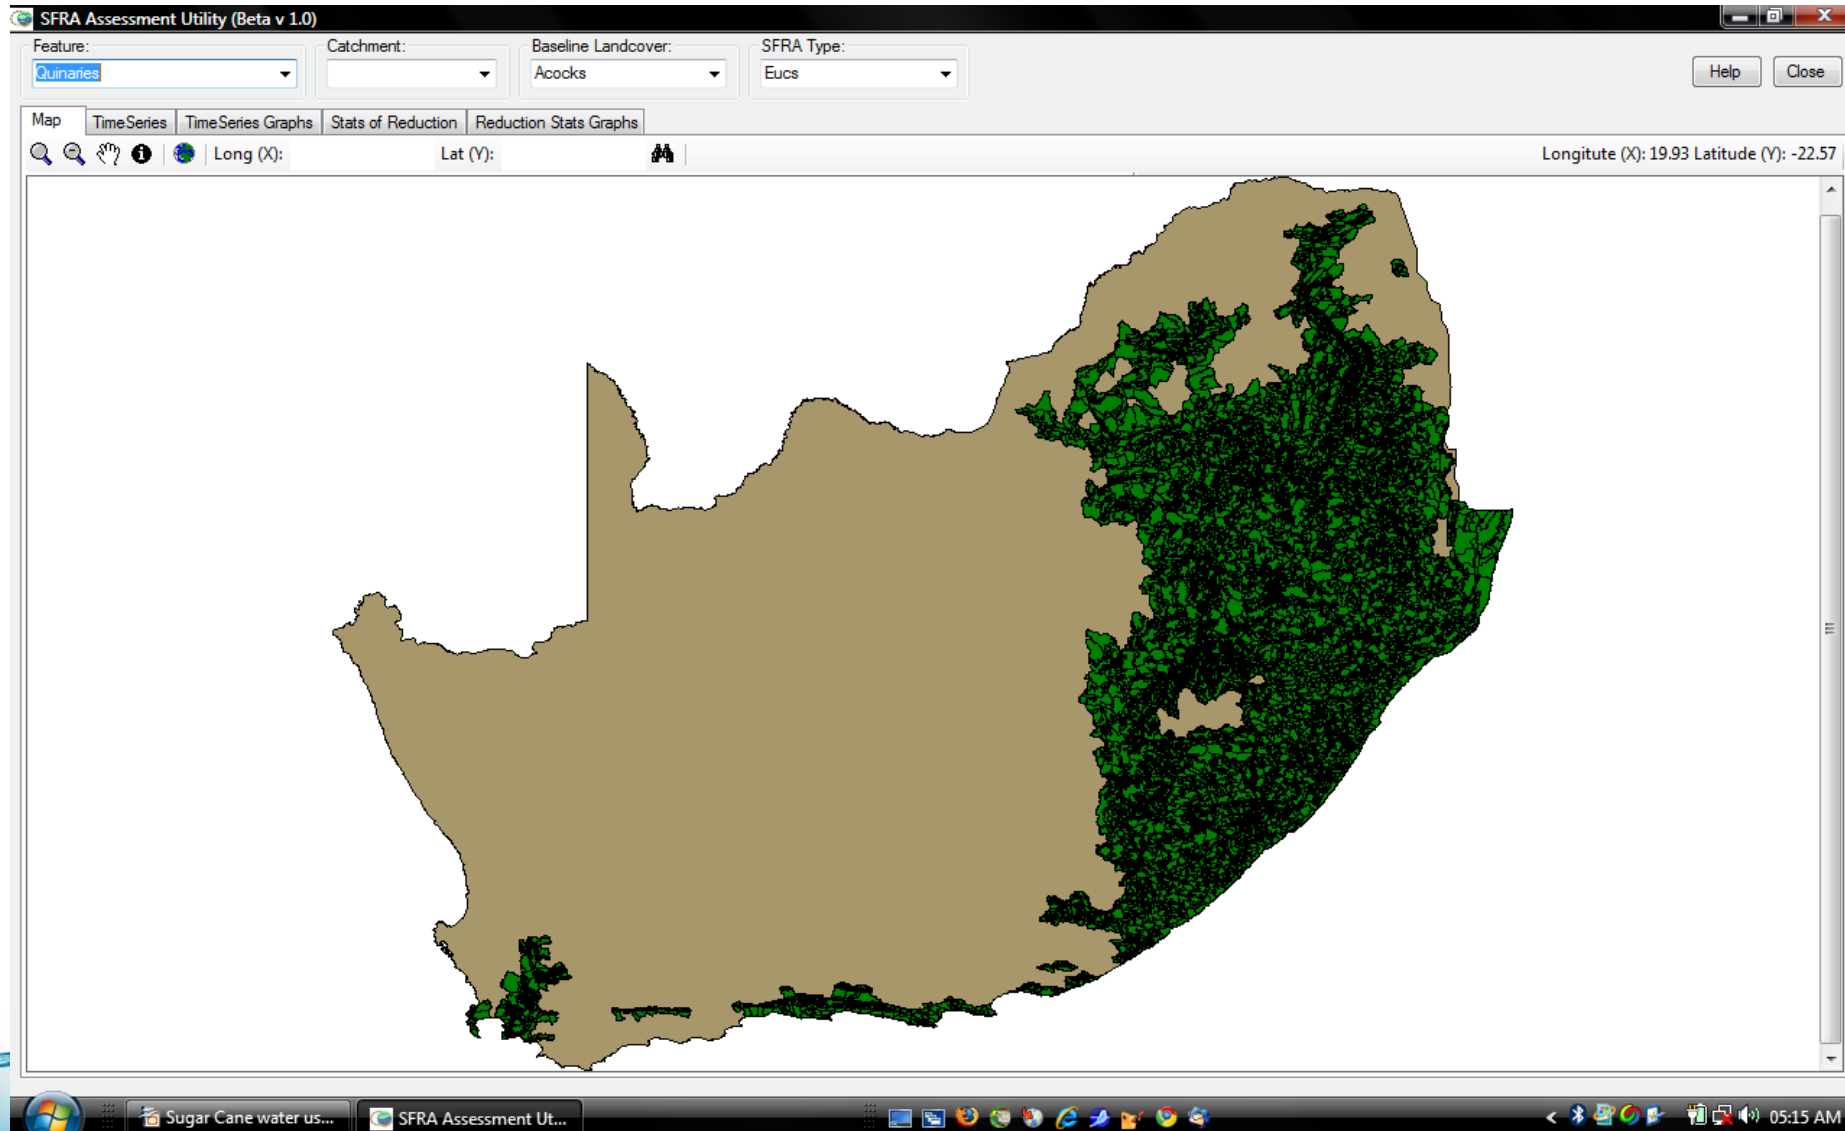 SFRA Assessment Utility (Beta v 1.0)
Feature: Catchment: Baseline Landcover: SFRA Type:
Quinaries Acocks Eucs Help Close
Map TimeSeries TimeSeries Graphs Stats of Reduction Reduction Stats Graphs
Long (X): Lat (Y): Longitute (X): 19.93 Latitude (Y): -22.57
Sugar Cane water us... SFRA Assessment Ut... 05:15 AM